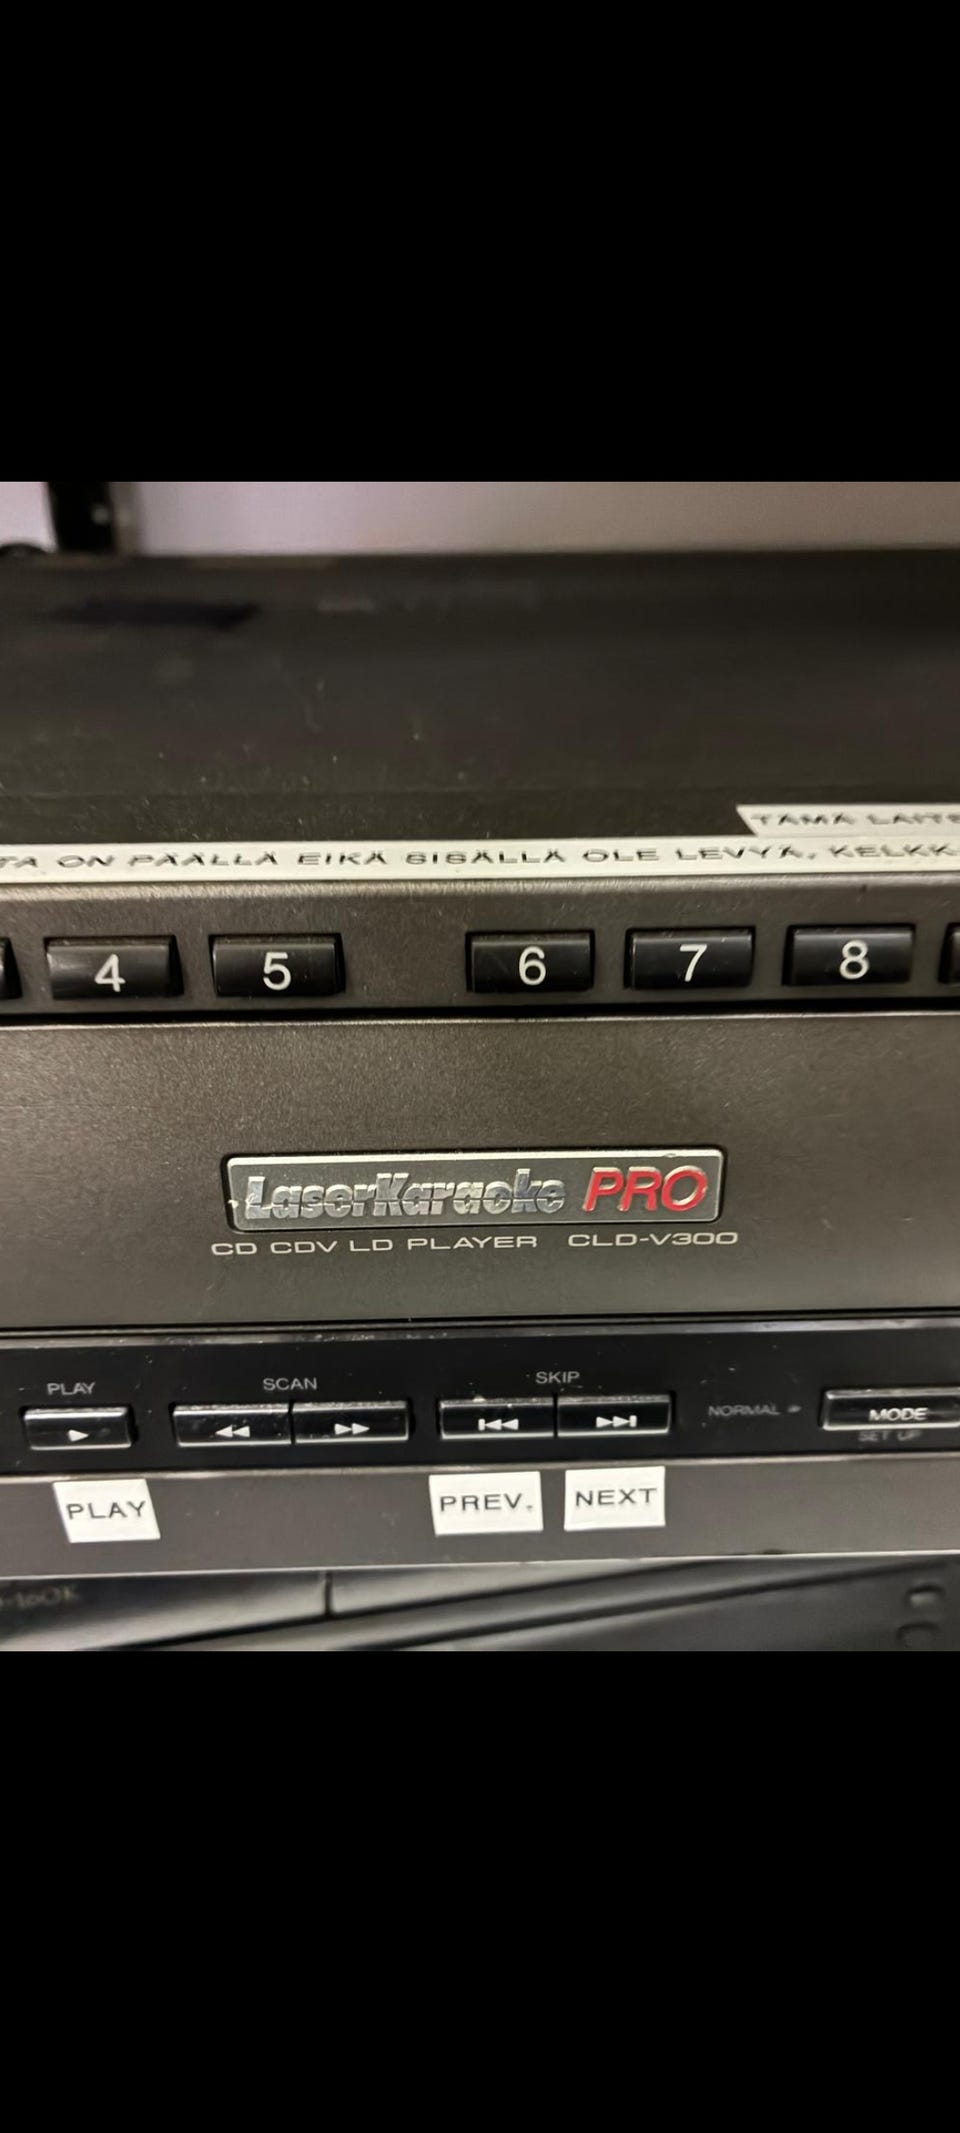 TÄMÄ LAITE
TA ON PÄÄLLÄ EIKÄ SISÄLLÄ OLE LEVYÄ, KELKK
4 5 6 7 8
LaserKaraoke PRO
CD CDV LD PLAYER CLD-V300
PLAY SCAN SKIP
NORMAL MODE
SET UP
PLAY PREV. NEXT